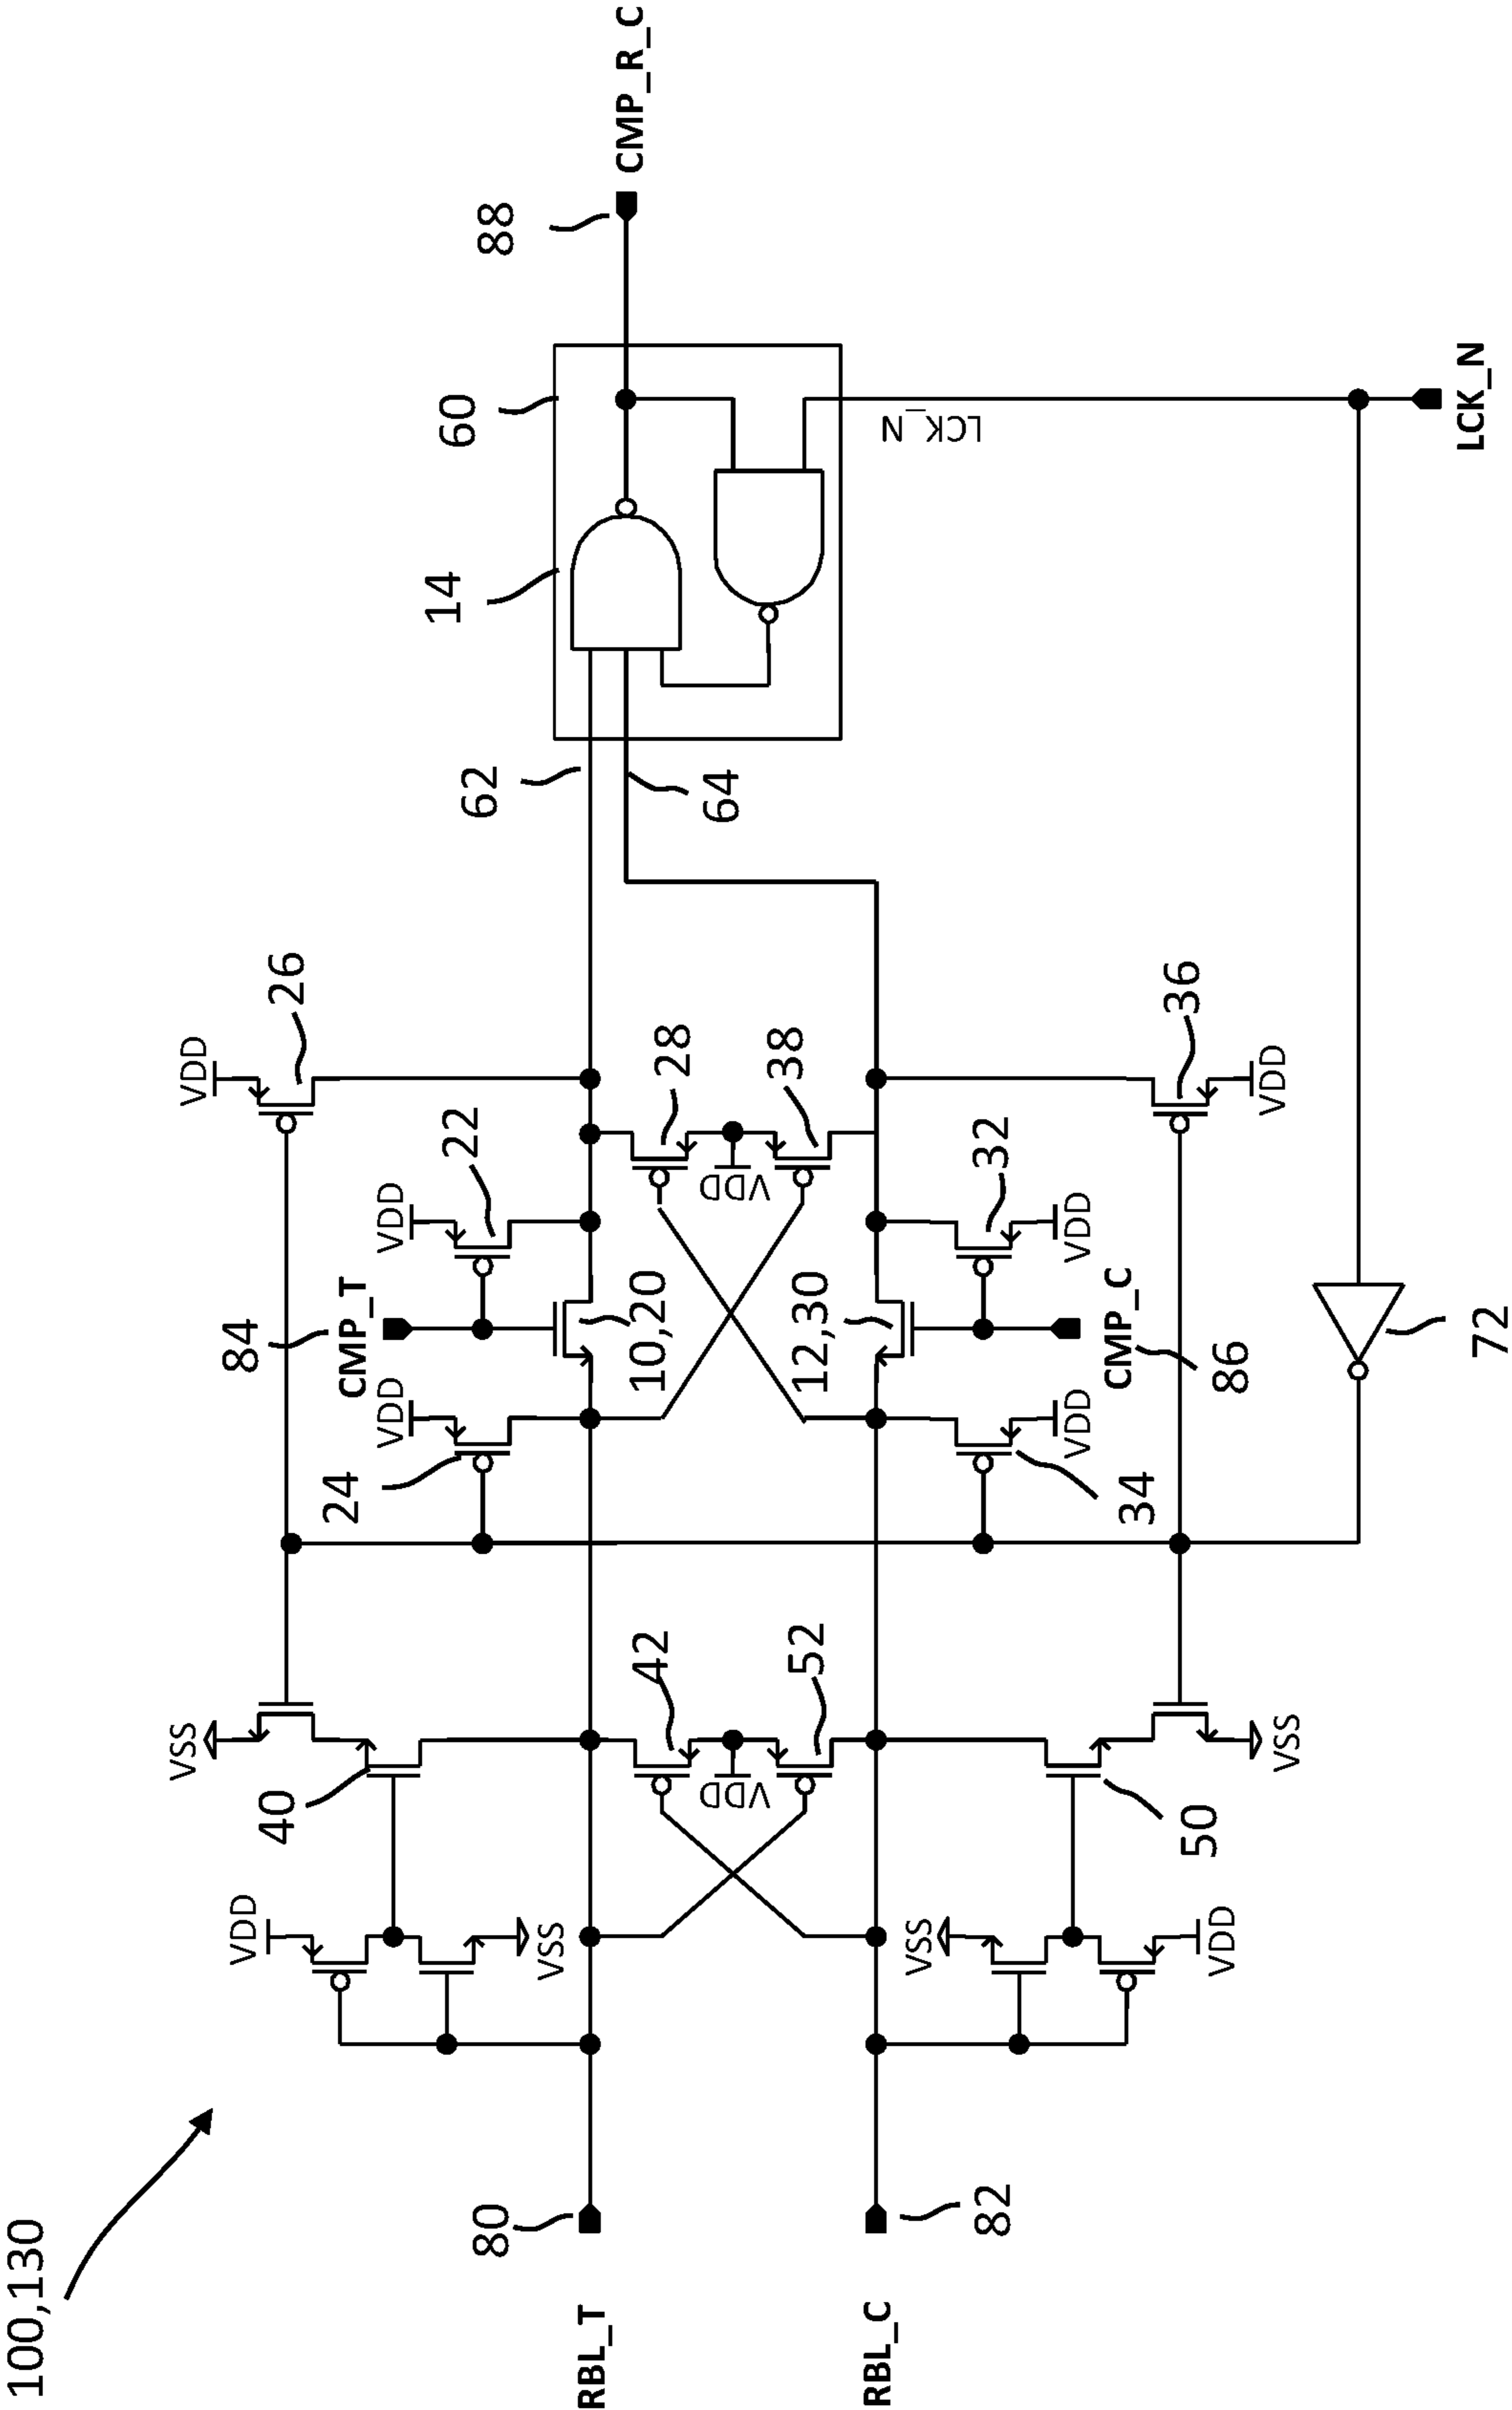 100,130
RBL_T
80
RBL_C
82
VDD
VSS
VSS
VDD
40
VSS
42
VDD
52
50
VSS
24
VDD
34
VDD
84
CMP_T
VDD
22
10,20
12,30
CMP_C
86
32
VDD
72
VDD
26
28
VDD
38
36
VDD
62
64
14
60
LCK_N
88
CMP_R_C
LCK_N